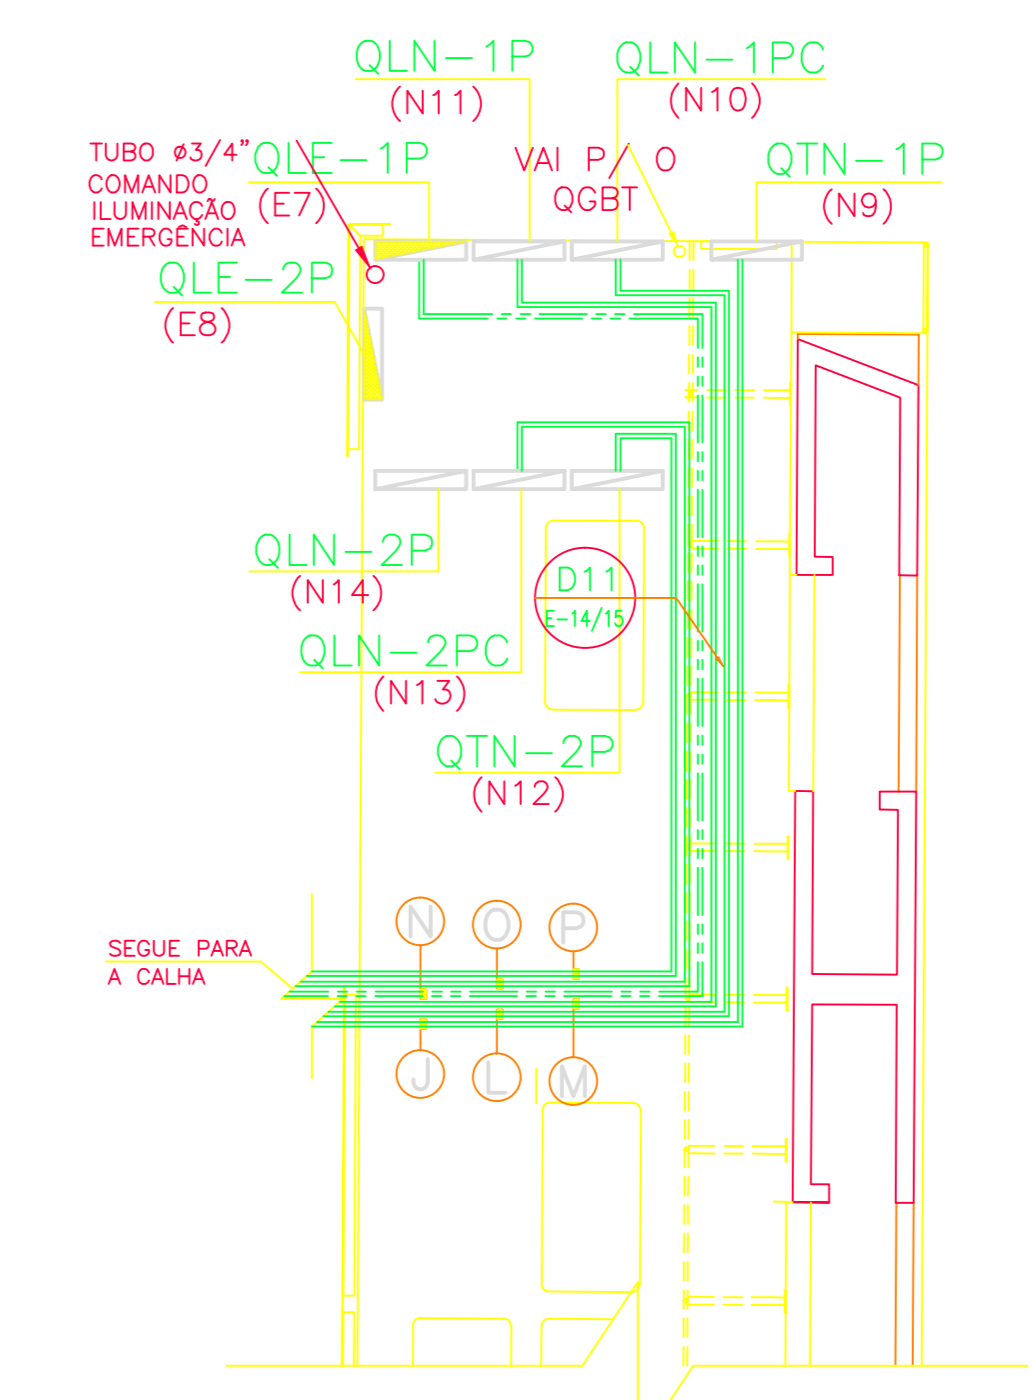 QLN-1P
(N11)
QLN-1PC
(N10)
TUBO ø3/4"
COMANDO
ILUMINAÇÃO
EMERGÊNCIA
QLE-1P
(E7)
VAI P/ O
QGBT
QTN-1P
(N9)
QLE-2P
(E8)
QLN-2P
(N14)
D11
E-14/15
QLN-2PC
(N13)
QTN-2P
(N12)
SEGUE PARA
A CALHA
N
O
P
J
L
M